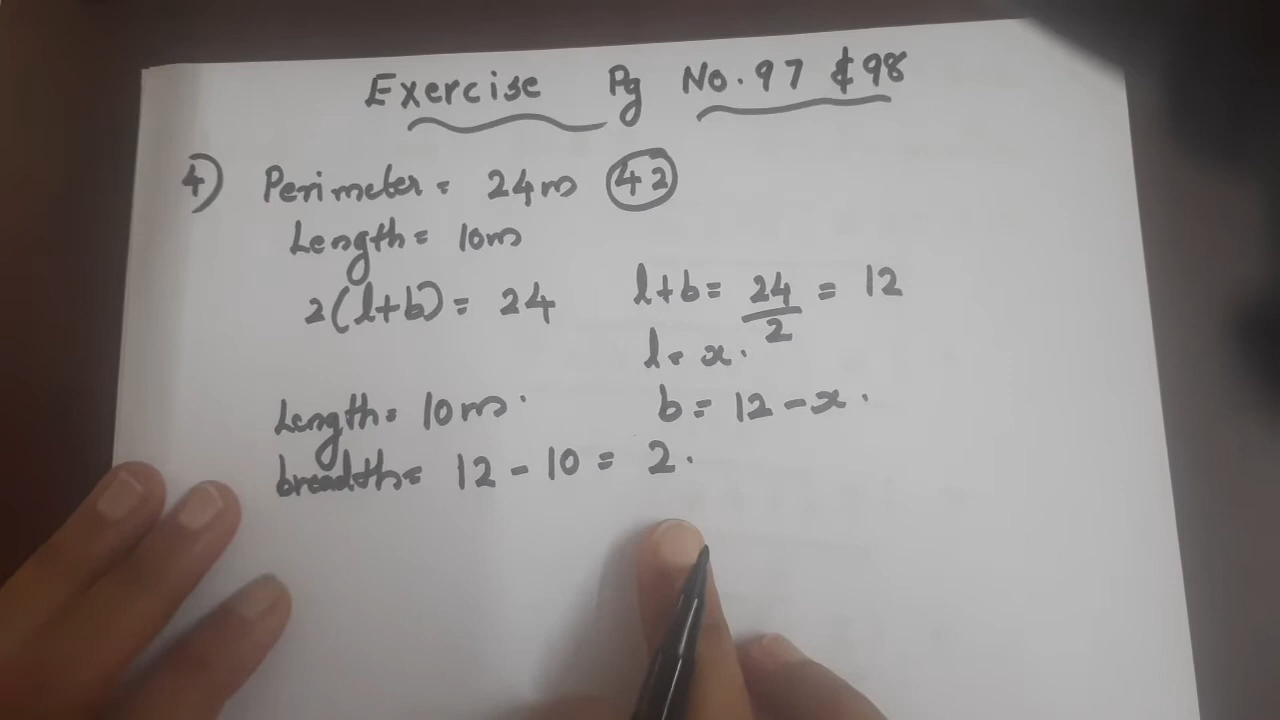 Exercise Pg No. 97 & 98
4) Perimeter = 24m 42
Length = 10m
2(l+b) = 24
l+b = 24/2 = 12
l = x.
b = 12 - x.
Length = 10m.
breadth = 12 - 10 = 2.